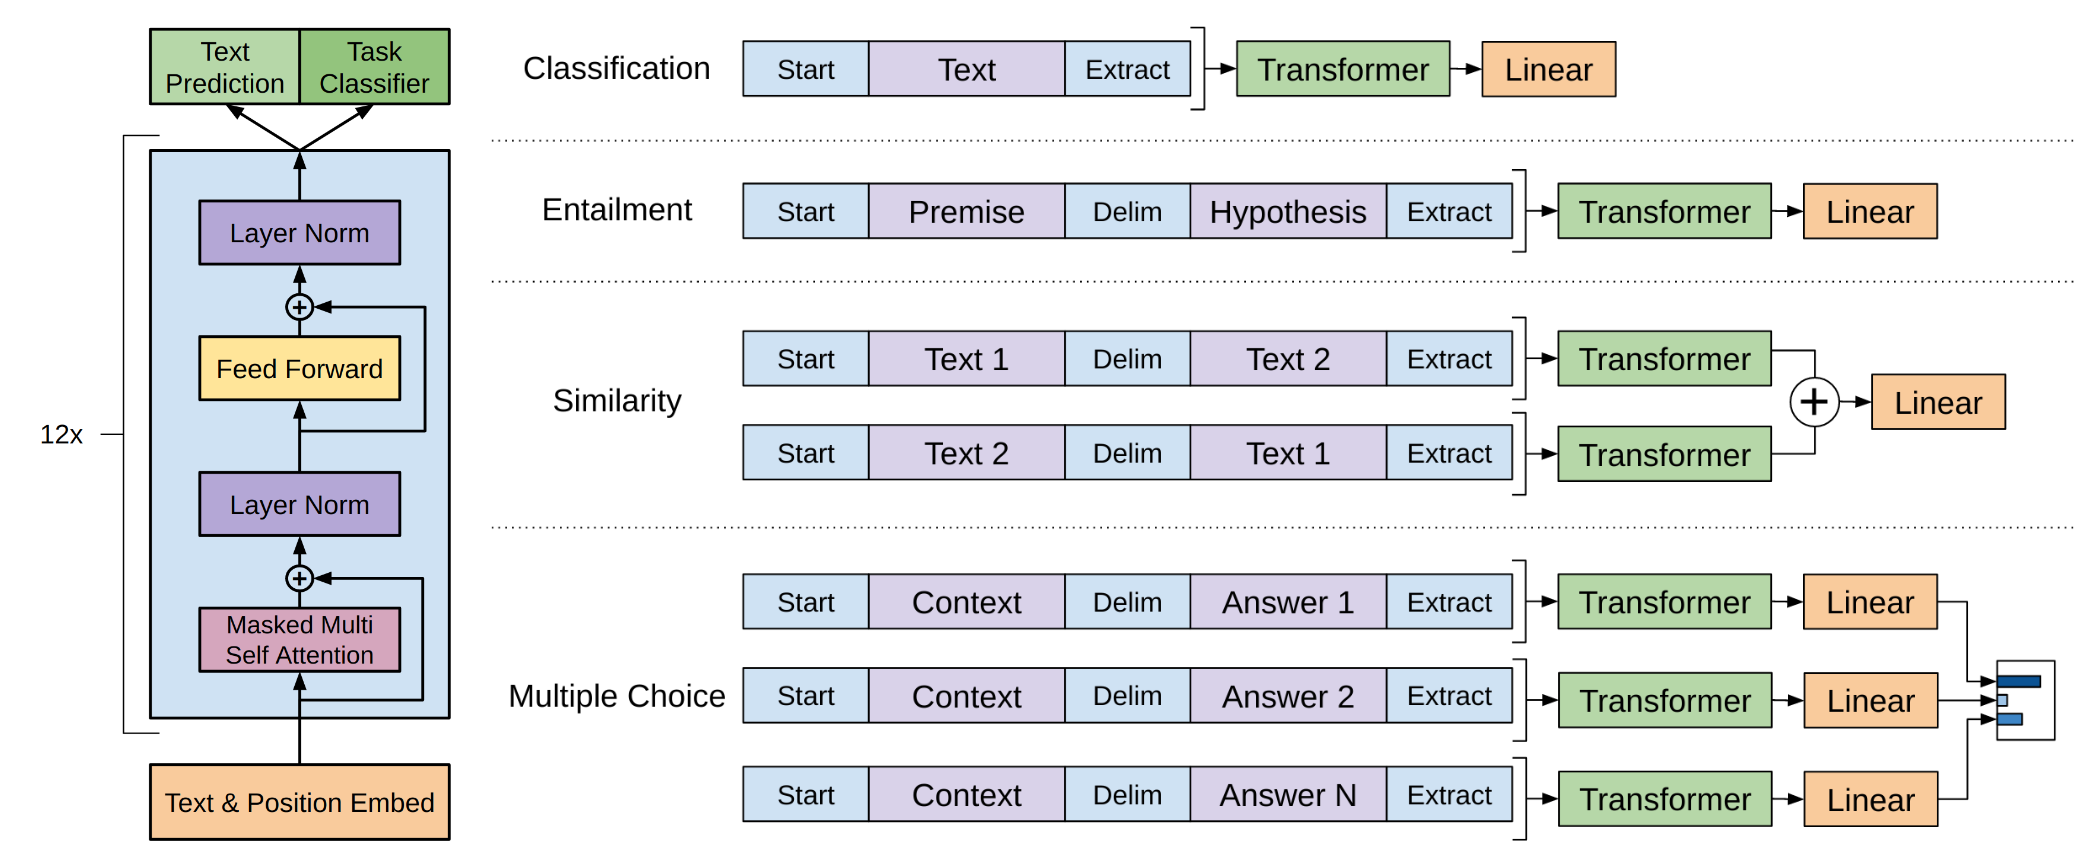 Text
Prediction
Task
Classifier
12x
Layer Norm
Feed Forward
Layer Norm
Masked Multi
Self Attention
Text & Position Embed
Classification
Start Text Extract Transformer Linear
Entailment
Start Premise Delim Hypothesis Extract Transformer Linear
Similarity
Start Text 1 Delim Text 2 Extract Transformer
Linear
Start Text 2 Delim Text 1 Extract Transformer
Multiple Choice
Start Context Delim Answer 1 Extract Transformer Linear
Start Context Delim Answer 2 Extract Transformer Linear
Start Context Delim Answer N Extract Transformer Linear